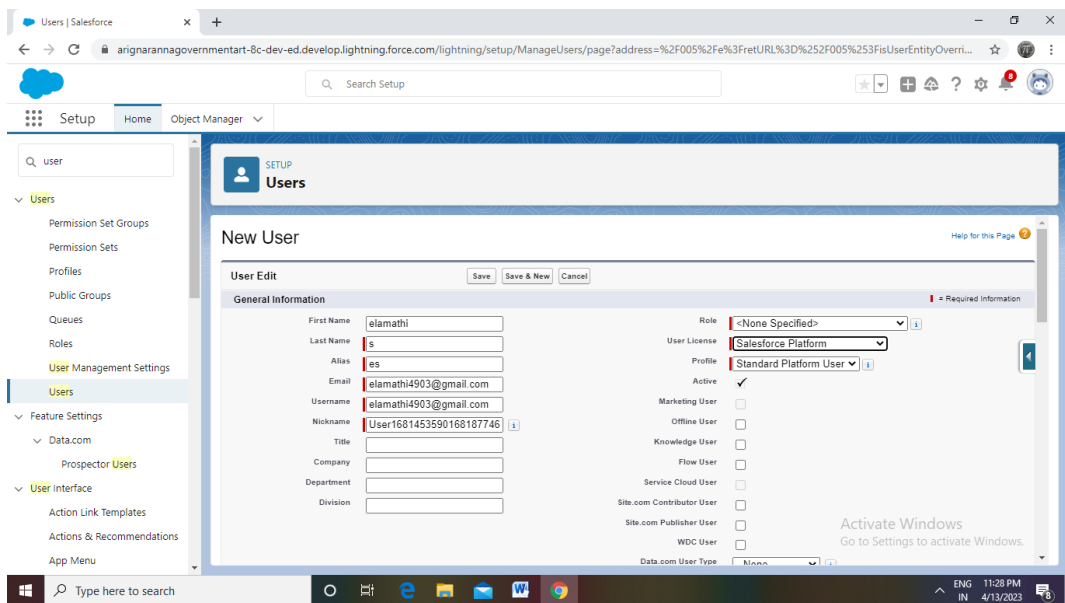 Users | Salesforce
arignarannagovernmentart-8c-dev-ed.develop.lightning.force.com/lightning/setup/ManageUsers/page?address=%2F005%2Fe%3FretURL%3D%252F005%253FisUserEntityOverri...
Search Setup
8
Setup Home Object Manager
user
SETUP
Users
Users
Permission Set Groups
Permission Sets
Profiles
Public Groups
Queues
Roles
User Management Settings
Users
Feature Settings
Data.com
Prospector Users
User Interface
Action Link Templates
Actions & Recommendations
App Menu
New User
Help for this Page ?
User Edit Save Save & New Cancel
General Information = Required Information
First Name elamathi
Last Name s
Alias es
Email elamathi4903@gmail.com
Username elamathi4903@gmail.com
Nickname User1681453590168187746 i
Title
Company
Department
Division
Role <None Specified> i
User License Salesforce Platform
Profile Standard Platform User i
Active
Marketing User
Offline User
Knowledge User
Flow User
Service Cloud User
Site.com Contributor User
Site.com Publisher User
WDC User
Data.com User Type None i
Activate Windows
Go to Settings to activate Windows.
Type here to search
ENG 11:28 PM
IN 4/13/2023
8